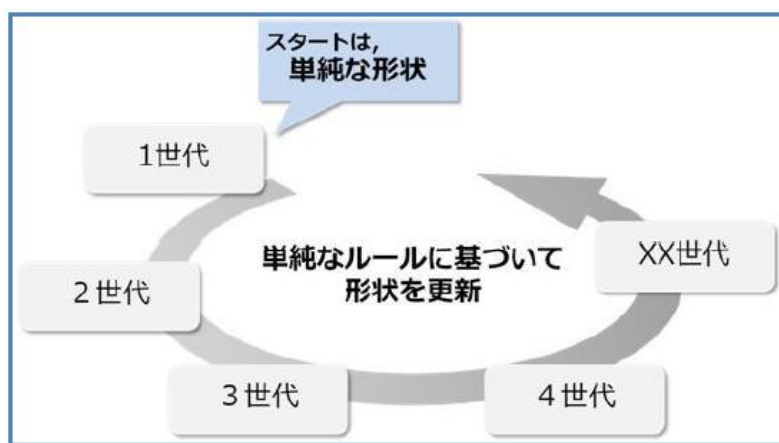 スタートは,
単純な形状
1世代
単純なルールに基づいて
形状を更新
XX世代
２世代
３世代
４世代